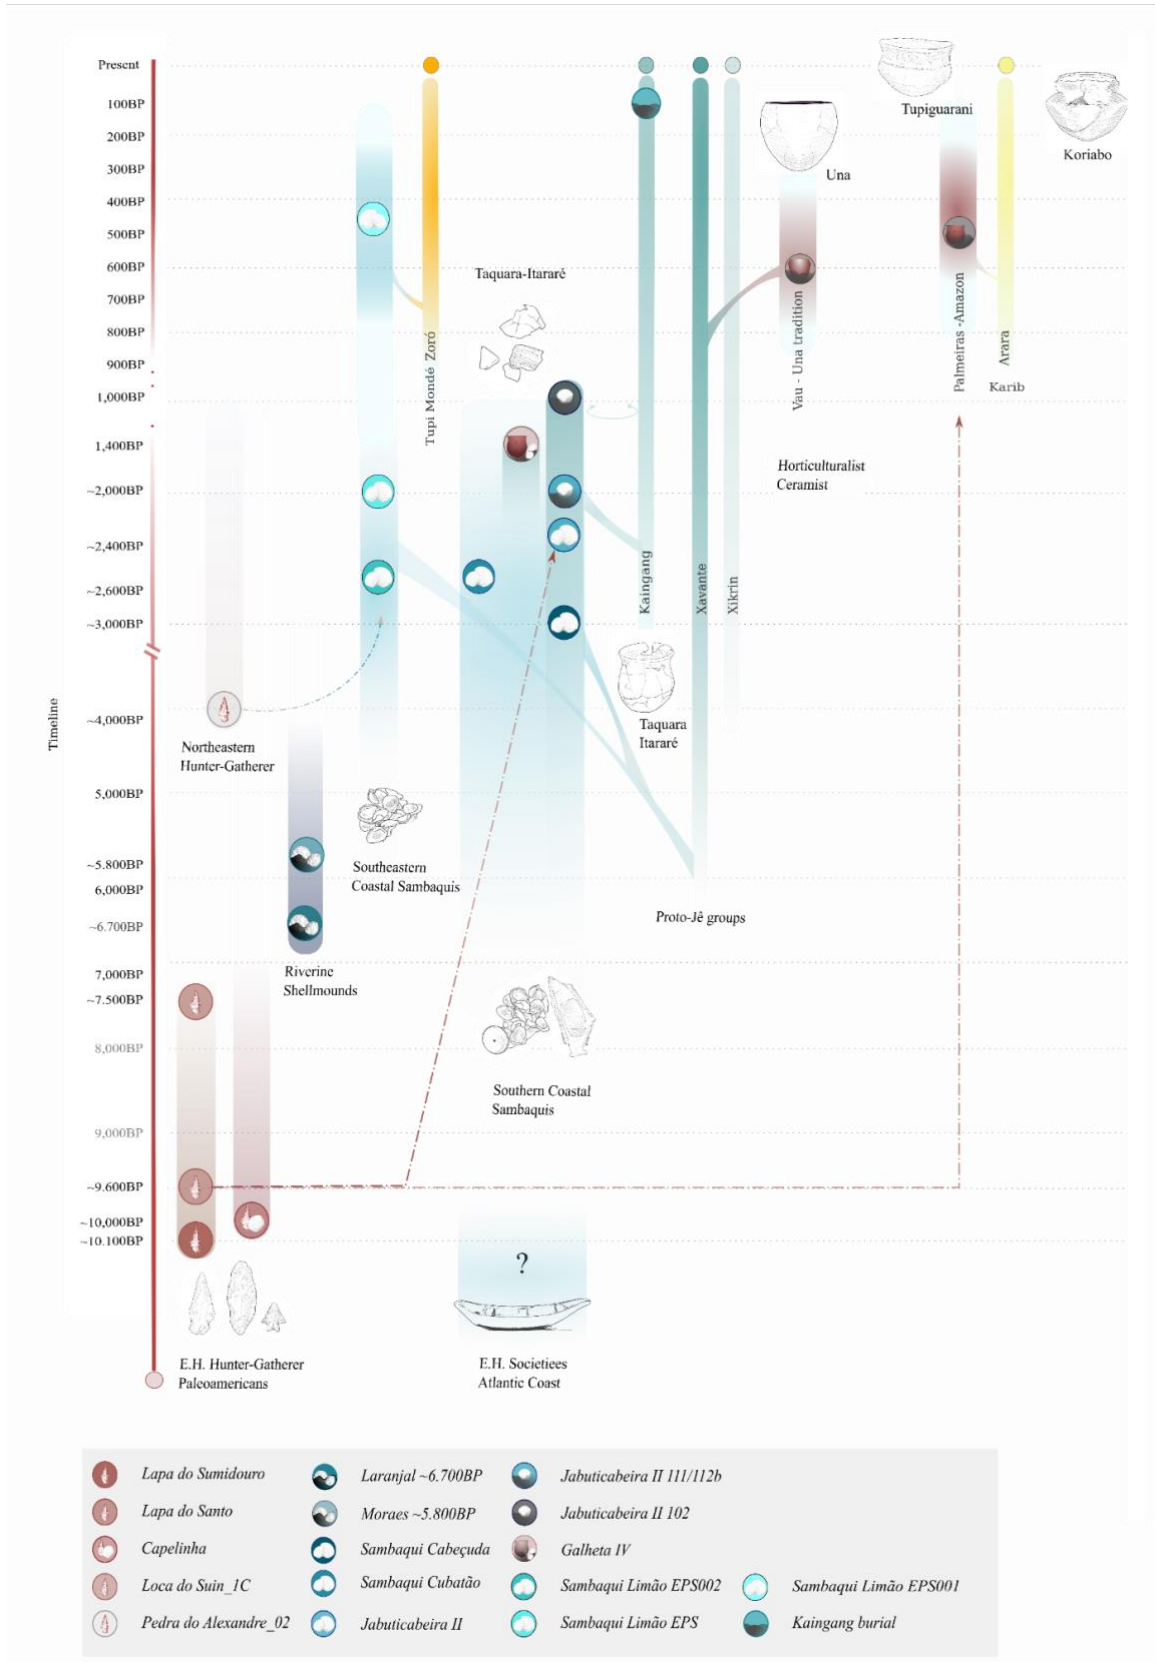 Present
100BP
200BP
300BP
400BP
500BP
600BP
700BP
800BP
900BP
1,000BP
1,400BP
~2,000BP
~2,400BP
~2,600BP
~3,000BP
~4,000BP
5,000BP
~5.800BP
6,000BP
~6.700BP
7,000BP
~7.500BP
8,000BP
9,000BP
~9.600BP
~10,000BP
~10.100BP
Timeline
Tupiguarani
Koriabo
Una
Taquara-Itararé
Tupi Mondé Zoró
Kaingang
Xavante
Xikrin
Vau - Una tradition
Palmeiras -Amazon
Arara
Karib
Horticulturalist
Ceramist
Taquara
Itararé
Northeastern
Hunter-Gatherer
Southeastern
Coastal Sambaquis
Proto-Jê groups
Riverine
Shellmounds
Southern Coastal
Sambaquis
?
E.H. Hunter-Gatherer
Paleoamericans
E.H. Societiees
Atlantic Coast
Lapa do Sumidouro
Lapa do Santo
Capelinha
Loca do Suin_1C
Pedra do Alexandre_02
Laranjal ~6.700BP
Moraes ~5.800BP
Sambaqui Cabeçuda
Sambaqui Cubatão
Jabuticabeira II
Jabuticabeira II 111/112b
Jabuticabeira II 102
Galheta IV
Sambaqui Limão EPS002
Sambaqui Limão EPS
Sambaqui Limão EPS001
Kaingang burial